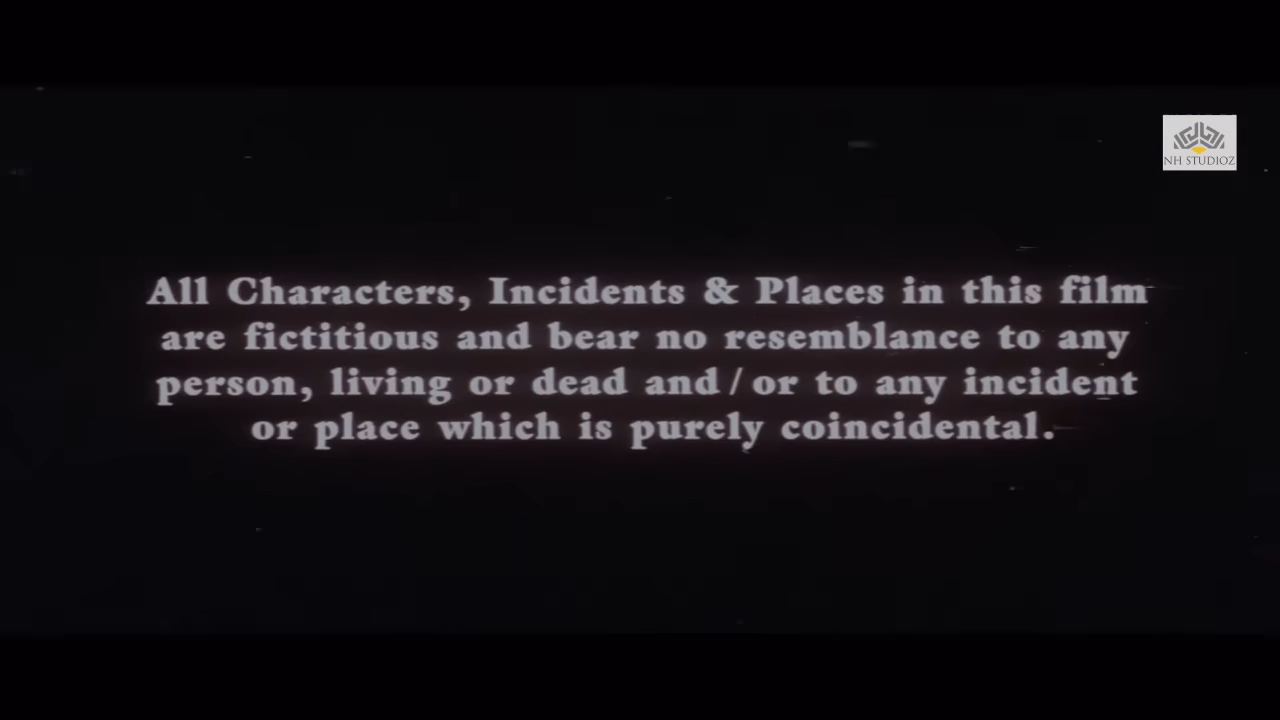 NH STUDIOZ
All Characters, Incidents & Places in this film
are fictitious and bear no resemblance to any
person, living or dead and / or to any incident
or place which is purely coincidental.